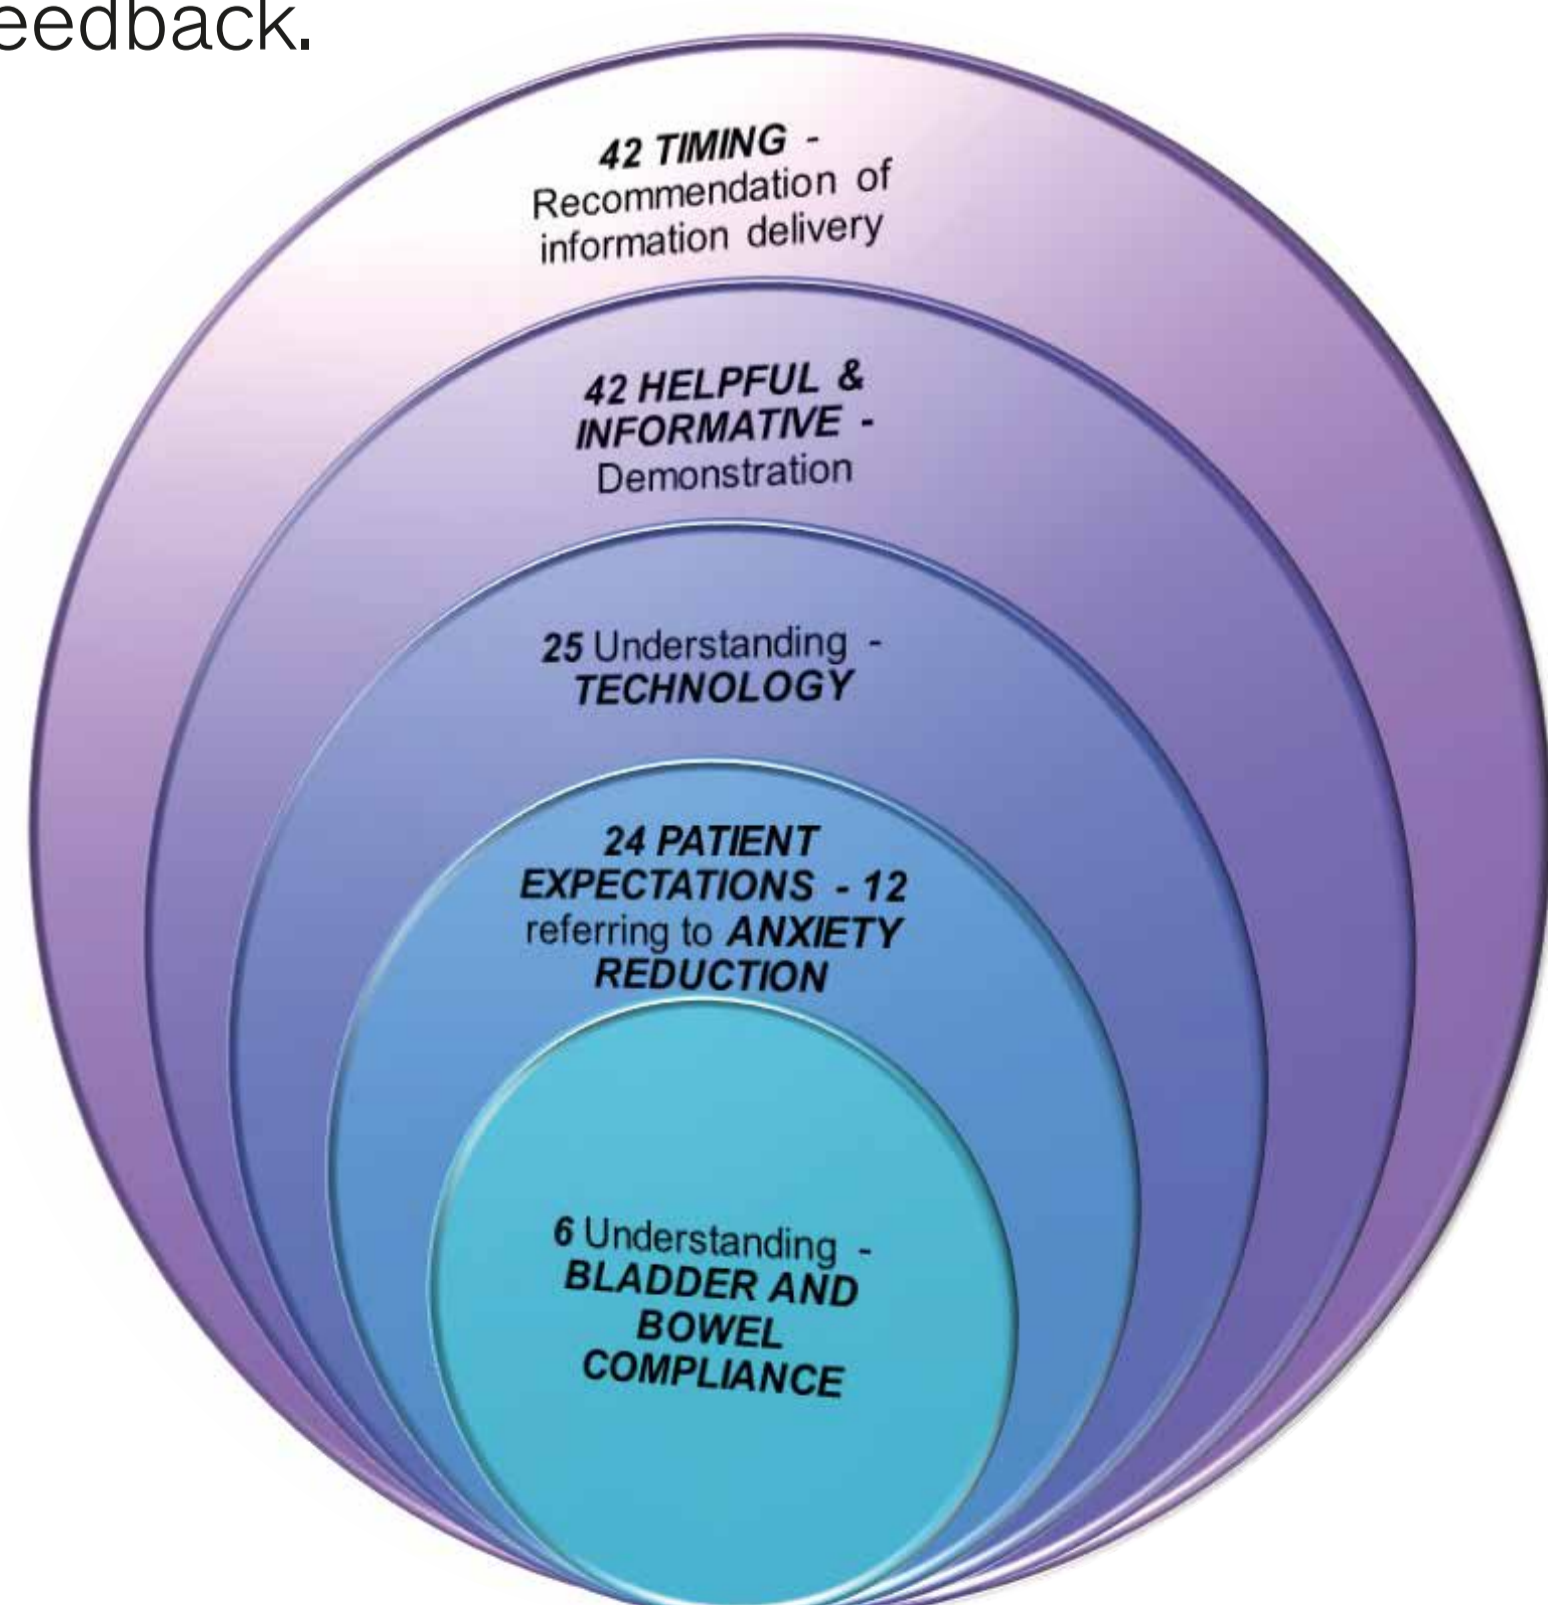 eedback.
42 TIMING -
Recommendation of
information delivery
42 HELPFUL &
INFORMATIVE -
Demonstration
25 Understanding -
TECHNOLOGY
24 PATIENT
EXPECTATIONS - 12
referring to ANXIETY
REDUCTION
6 Understanding -
BLADDER AND
BOWEL
COMPLIANCE